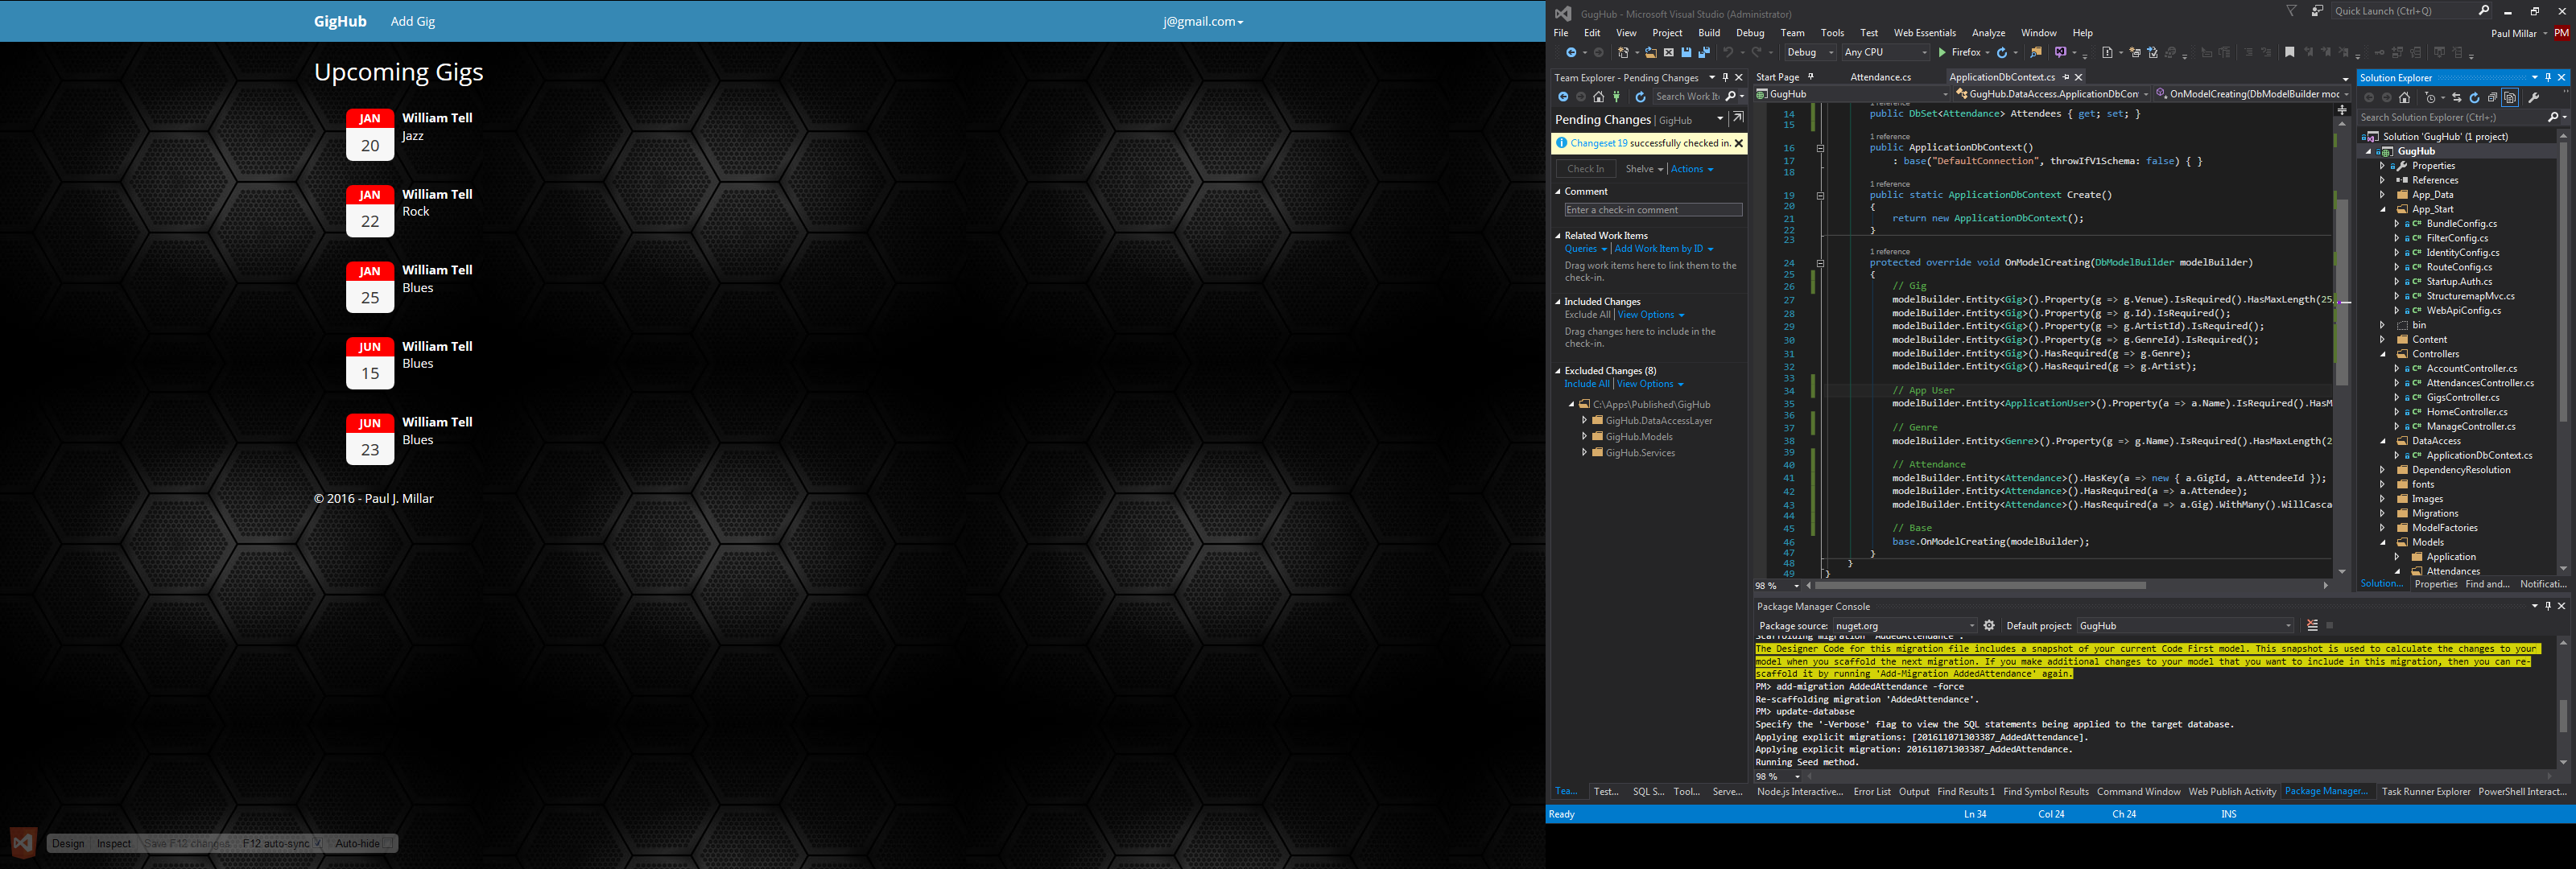 GigHub Add Gig j@gmail.com
Upcoming Gigs
JAN
20
William Tell
Jazz
JAN
22
William Tell
Rock
JAN
25
William Tell
Blues
JUN
15
William Tell
Blues
JUN
23
William Tell
Blues
© 2016 - Paul J. Millar
Design Inspect Save F12 changes F12 auto-sync Auto-hide
GugHub - Microsoft Visual Studio (Administrator)
Quick Launch (Ctrl+Q)
File Edit View Project Build Debug Team Tools Test Web Essentials Analyze Window Help
Paul Millar PM
Debug Any CPU Firefox
Team Explorer - Pending Changes
Search Work It
Pending Changes | GigHub
Changeset 19 successfully checked in.
Check In Shelve Actions
Comment
Enter a check-in comment
Related Work Items
Queries Add Work Item by ID
Drag work items here to link them to the
check-in.
Included Changes
Exclude All View Options
Drag changes here to include in the
check-in.
Excluded Changes (8)
Include All View Options
C:\Apps\Published\GigHub
GigHub.DataAccessLayer
GigHub.Models
GigHub.Services
Start Page Attendance.cs ApplicationDbContext.cs
GugHub GugHub.DataAccess.ApplicationDbCon OnModelCreating(DbModelBuilder moc
1 reference
14 public DbSet<Attendance> Attendees { get; set; }
15
1 reference
16 public ApplicationDbContext()
17 : base("DefaultConnection", throwIfV1Schema: false) { }
18
1 reference
19 public static ApplicationDbContext Create()
20 {
21 return new ApplicationDbContext();
22 }
23
1 reference
24 protected override void OnModelCreating(DbModelBuilder modelBuilder)
25 {
26 // Gig
27 modelBuilder.Entity<Gig>().Property(g => g.Venue).IsRequired().HasMaxLength(25
28 modelBuilder.Entity<Gig>().Property(g => g.Id).IsRequired();
29 modelBuilder.Entity<Gig>().Property(g => g.ArtistId).IsRequired();
30 modelBuilder.Entity<Gig>().Property(g => g.GenreId).IsRequired();
31 modelBuilder.Entity<Gig>().HasRequired(g => g.Genre);
32 modelBuilder.Entity<Gig>().HasRequired(g => g.Artist);
33
34 // App User
35 modelBuilder.Entity<ApplicationUser>().Property(a => a.Name).IsRequired().HasM
36
37 // Genre
38 modelBuilder.Entity<Genre>().Property(g => g.Name).IsRequired().HasMaxLength(2
39
40 // Attendance
41 modelBuilder.Entity<Attendance>().HasKey(a => new { a.GigId, a.AttendeeId });
42 modelBuilder.Entity<Attendance>().HasRequired(a => a.Attendee);
43 modelBuilder.Entity<Attendance>().HasRequired(a => a.Gig).WithMany().WillCasca
44
45 // Base
46 base.OnModelCreating(modelBuilder);
47 }
48 }
49 }
98 %
Solution Explorer
Search Solution Explorer (Ctrl+;)
Solution 'GugHub' (1 project)
GugHub
Properties
References
App_Data
App_Start
BundleConfig.cs
FilterConfig.cs
IdentityConfig.cs
RouteConfig.cs
Startup.Auth.cs
StructuremapMvc.cs
WebApiConfig.cs
bin
Content
Controllers
AccountController.cs
AttendancesController.cs
GigsController.cs
HomeController.cs
ManageController.cs
DataAccess
ApplicationDbContext.cs
DependencyResolution
fonts
Images
Migrations
ModelFactories
Models
Application
Attendances
Solution... Properties Find and... Notificati...
Package Manager Console
Package source: nuget.org Default project: GugHub
Scaffolding migration 'AddedAttendance'.
The Designer Code for this migration file includes a snapshot of your current Code First model. This snapshot is used to calculate the changes to your
model when you scaffold the next migration. If you make additional changes to your model that you want to include in this migration, then you can re-
scaffold it by running 'Add-Migration AddedAttendance' again.
PM> add-migration AddedAttendance -force
Re-scaffolding migration 'AddedAttendance'.
PM> update-database
Specify the '-Verbose' flag to view the SQL statements being applied to the target database.
Applying explicit migrations: [201611071303387_AddedAttendance].
Applying explicit migration: 201611071303387_AddedAttendance.
Running Seed method.
98 %
Tea... Test... SQL S... Tool... Serve... Node.js Interactive... Error List Output Find Results 1 Find Symbol Results Command Window Web Publish Activity Package Manager... Task Runner Explorer PowerShell Interact...
Ready Ln 34 Col 24 Ch 24 INS